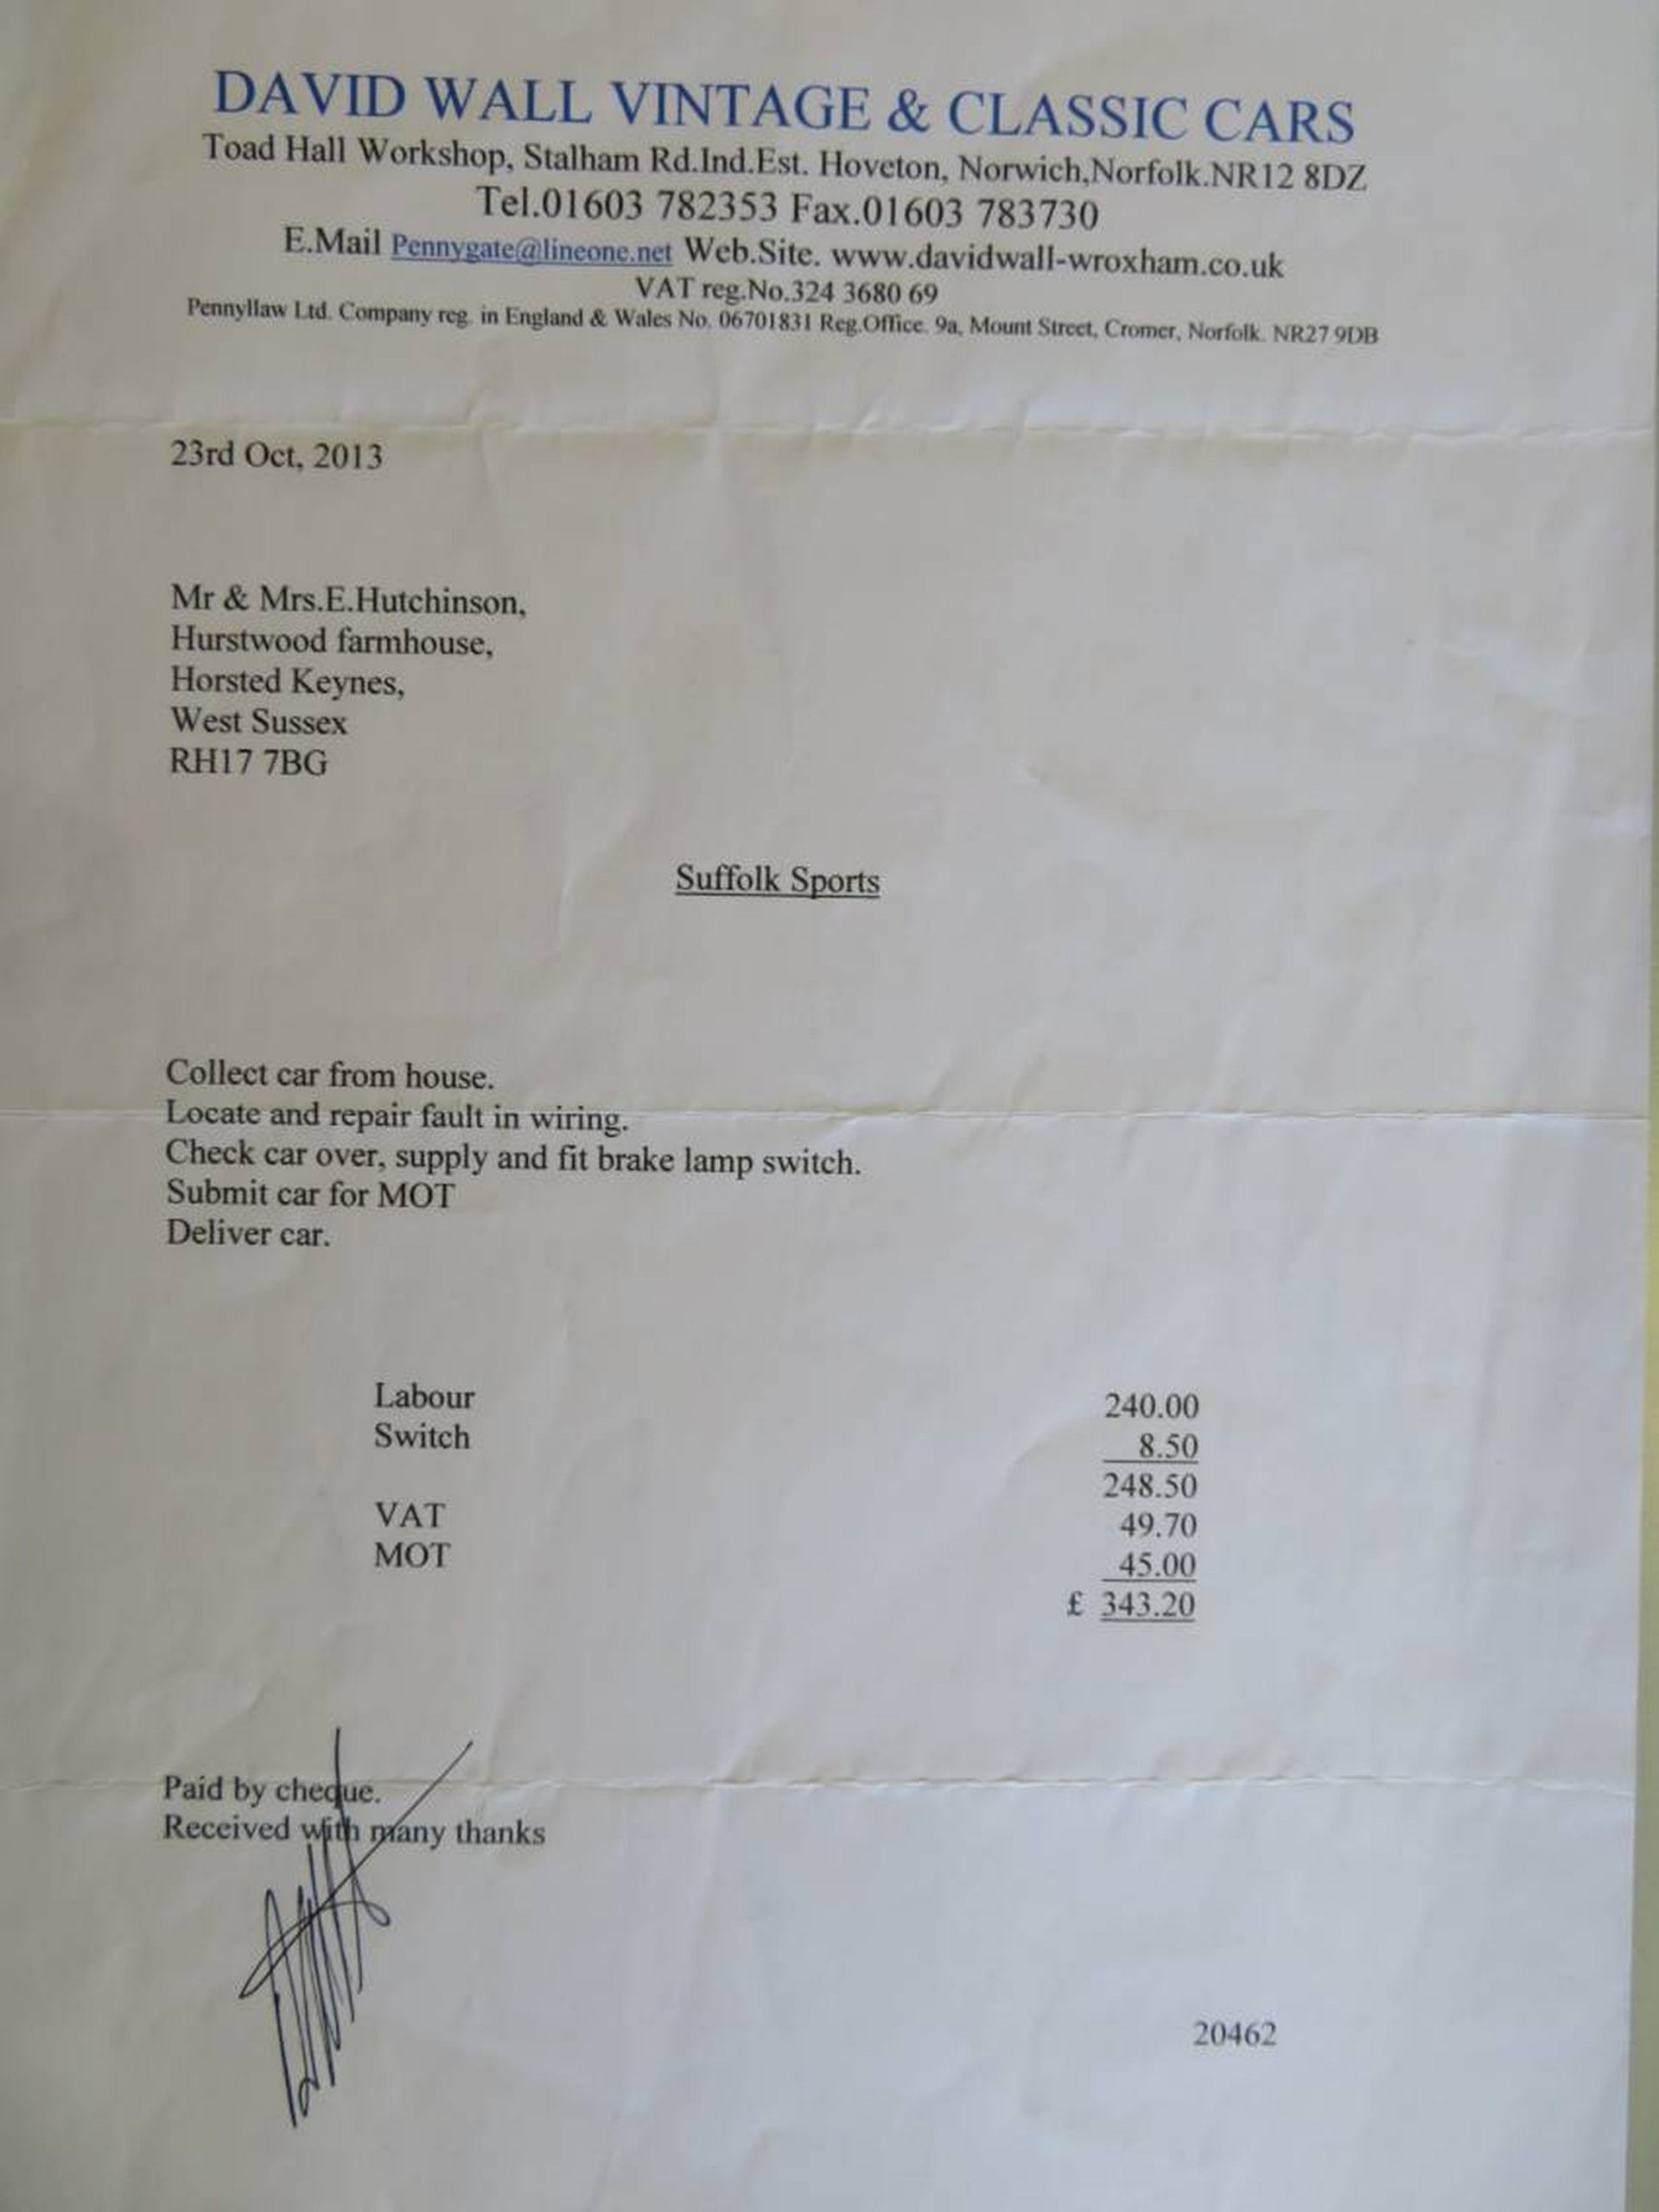 DAVID WALL VINTAGE & CLASSIC CARS
Toad Hall Workshop, Stalham Rd.Ind.Est. Hoveton, Norwich,Norfolk.NR12 8DZ
Tel.01603 782353 Fax.01603 783730
E.Mail Pennygate@lineone.net Web.Site. www.davidwall-wroxham.co.uk
VAT reg.No.324 3680 69
Pennyllaw Ltd. Company reg. in England & Wales No. 06701831 Reg.Office. 9a, Mount Street, Cromer, Norfolk. NR27 9DB
23rd Oct, 2013
Mr & Mrs.E.Hutchinson,
Hurstwood farmhouse,
Horsted Keynes,
West Sussex
RH17 7BG
Suffolk Sports
Collect car from house.
Locate and repair fault in wiring.
Check car over, supply and fit brake lamp switch.
Submit car for MOT
Deliver car.
Labour 240.00
Switch 8.50
248.50
VAT 49.70
MOT 45.00
£ 343.20
Paid by cheque.
Received with many thanks
20462